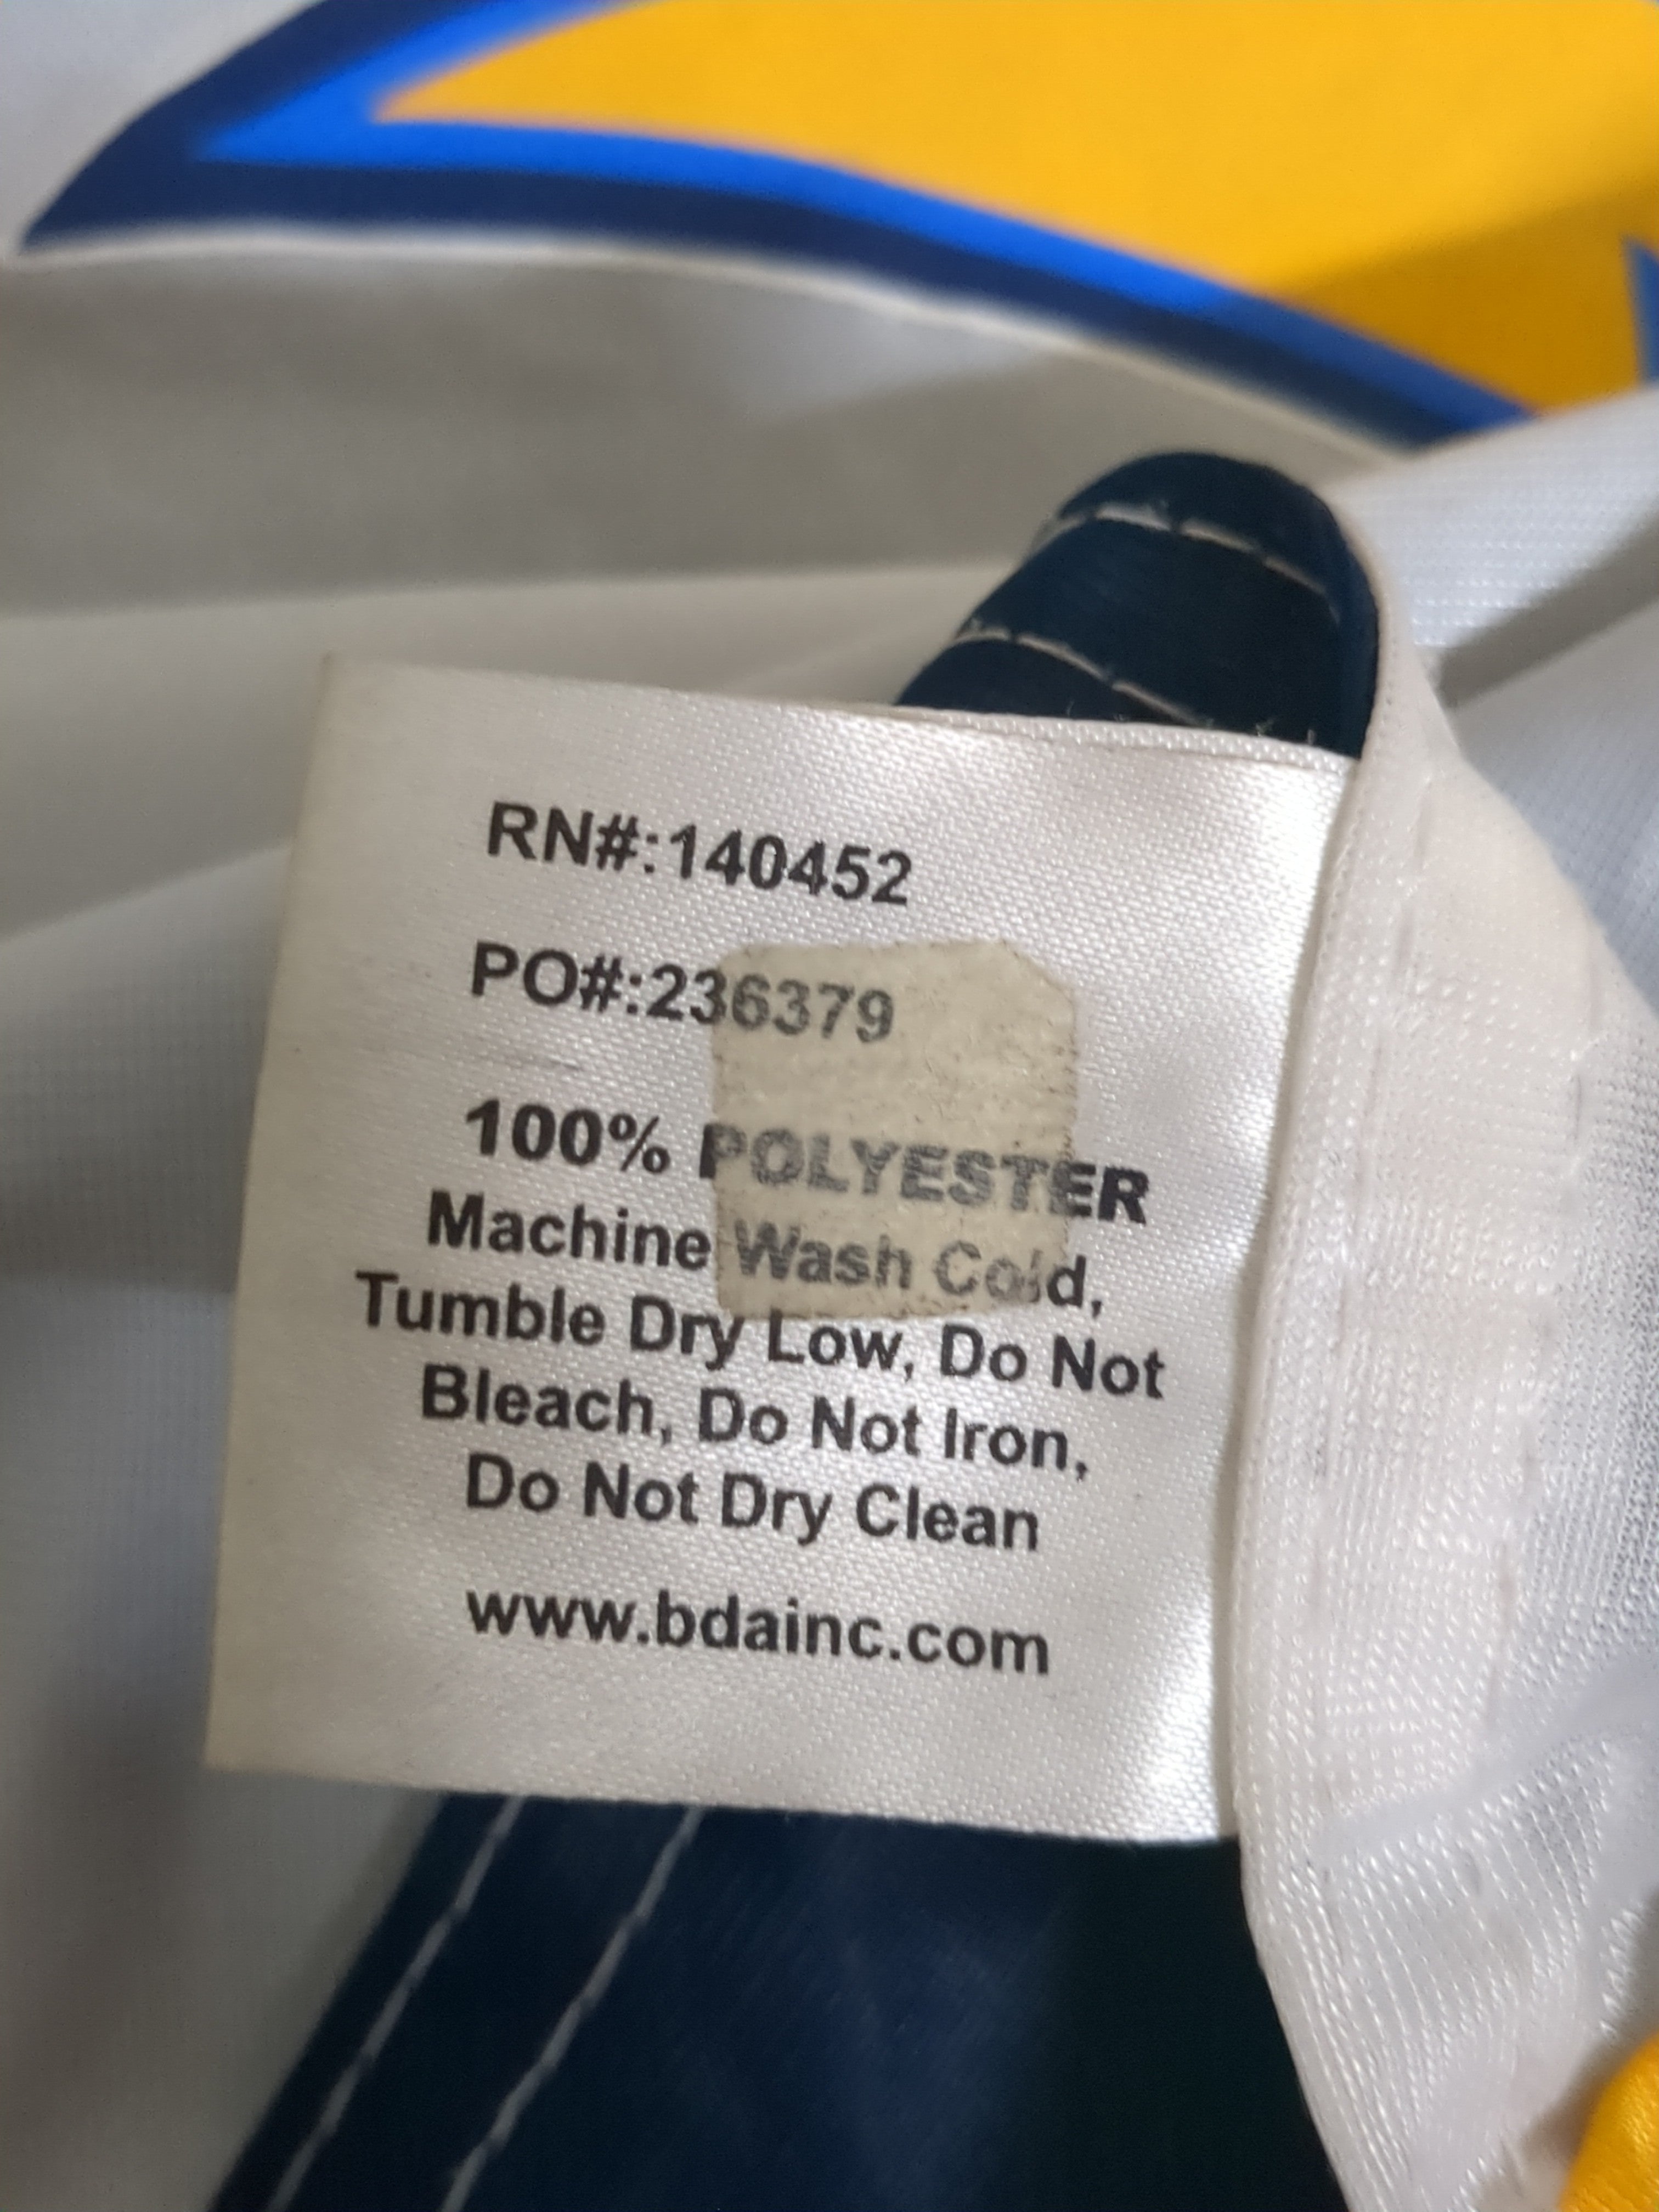 RN#:140452
PO#:236379
100% POLYESTER
Machine Wash Cold,
Tumble Dry Low, Do Not
Bleach, Do Not Iron,
Do Not Dry Clean
www.bdainc.com